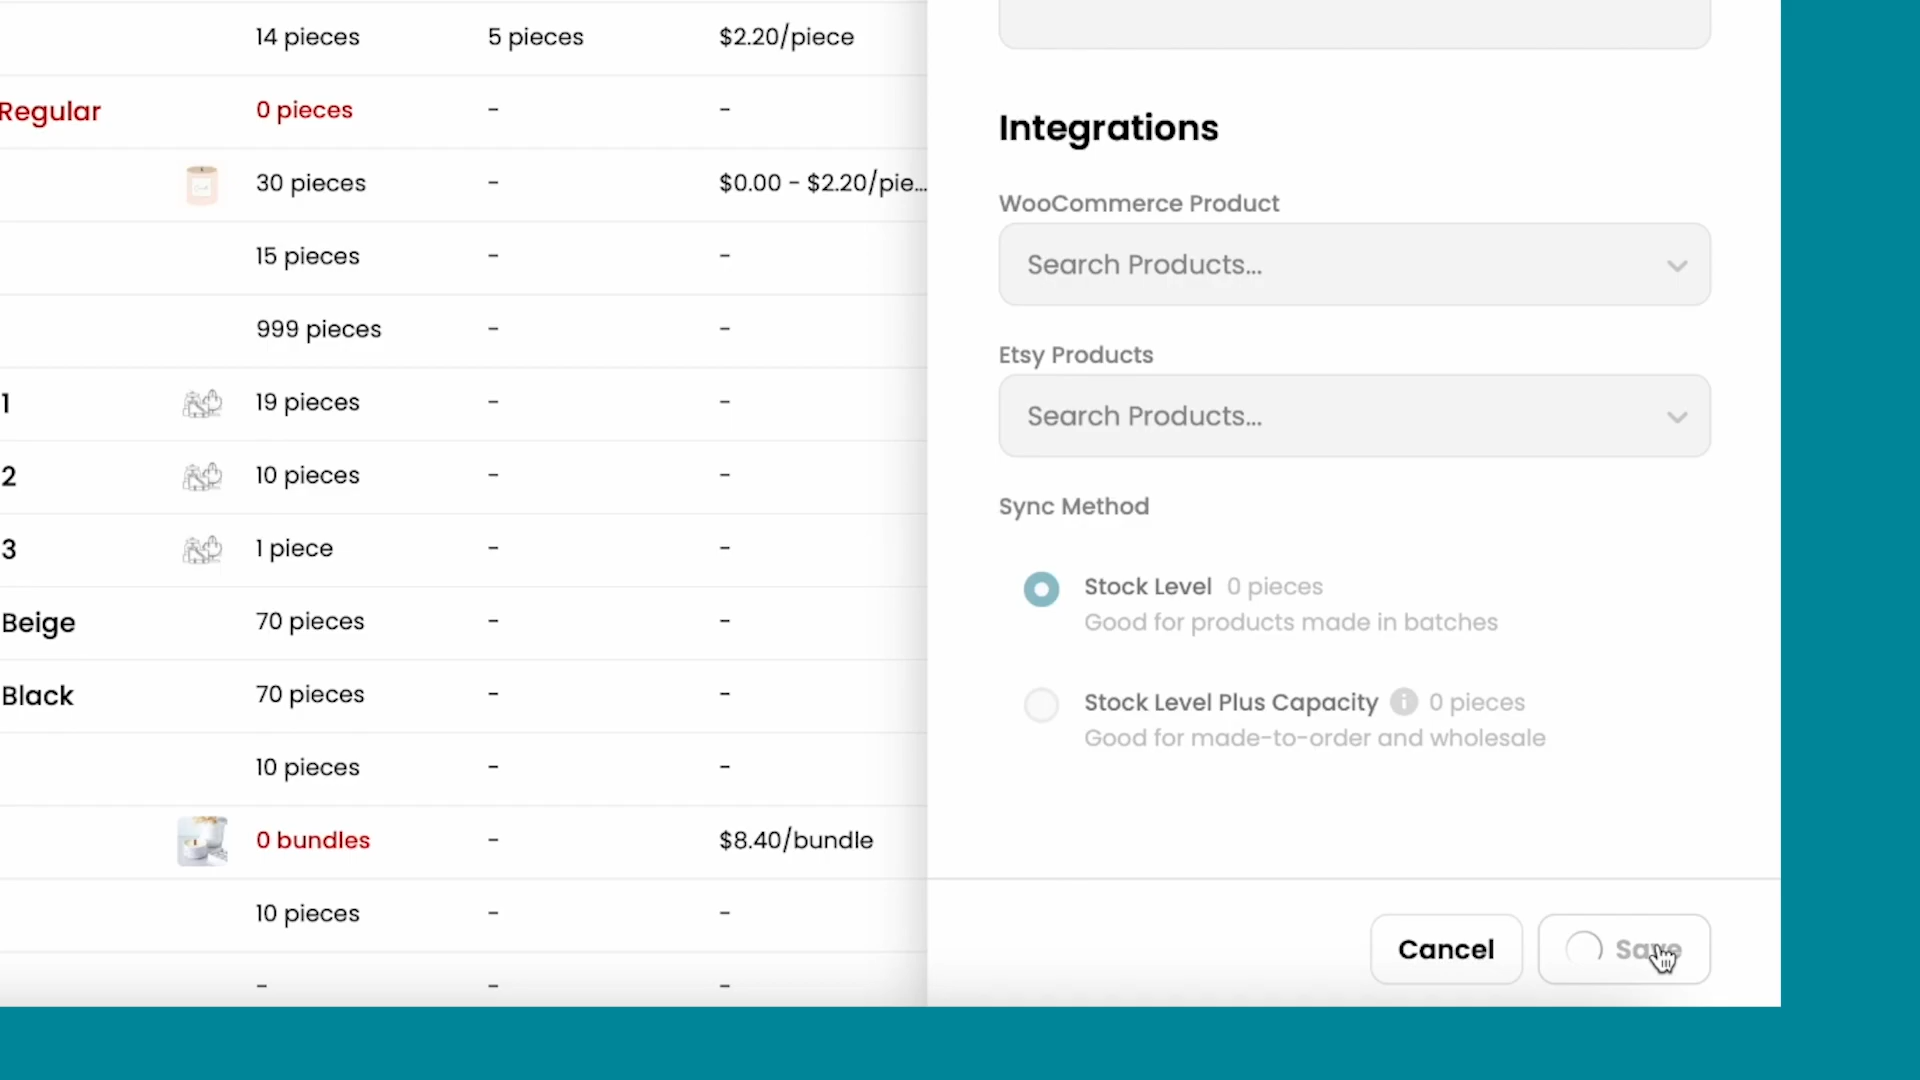 14 pieces 5 pieces $2.20/piece
Regular 0 pieces - -
30 pieces - $0.00 - $2.20/pie...
15 pieces - -
999 pieces - -
1 19 pieces - -
2 10 pieces - -
3 1 piece - -
Beige 70 pieces - -
Black 70 pieces - -
10 pieces - -
0 bundles - $8.40/bundle
10 pieces - -
- - -
Integrations
WooCommerce Product
Search Products...
Etsy Products
Search Products...
Sync Method
Stock Level 0 pieces
Good for products made in batches
Stock Level Plus Capacity i 0 pieces
Good for made-to-order and wholesale
Cancel Save